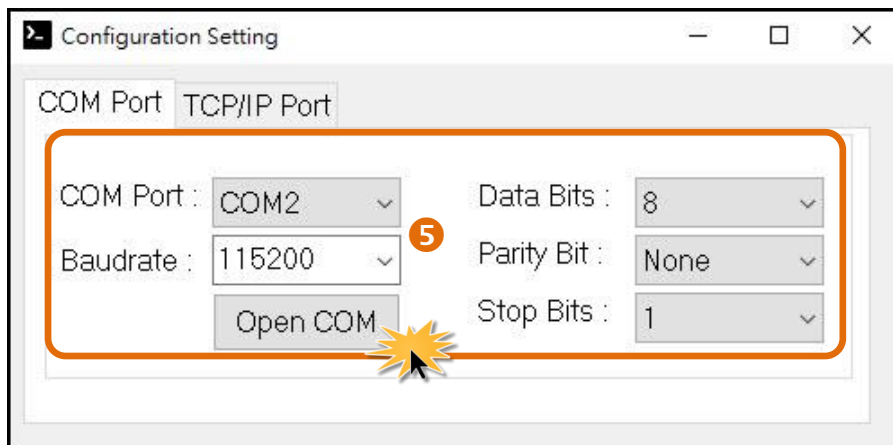 Configuration Setting
COM Port TCP/IP Port
COM Port : COM2 Data Bits : 8
5
Baudrate : 115200 Parity Bit : None
Open COM Stop Bits : 1